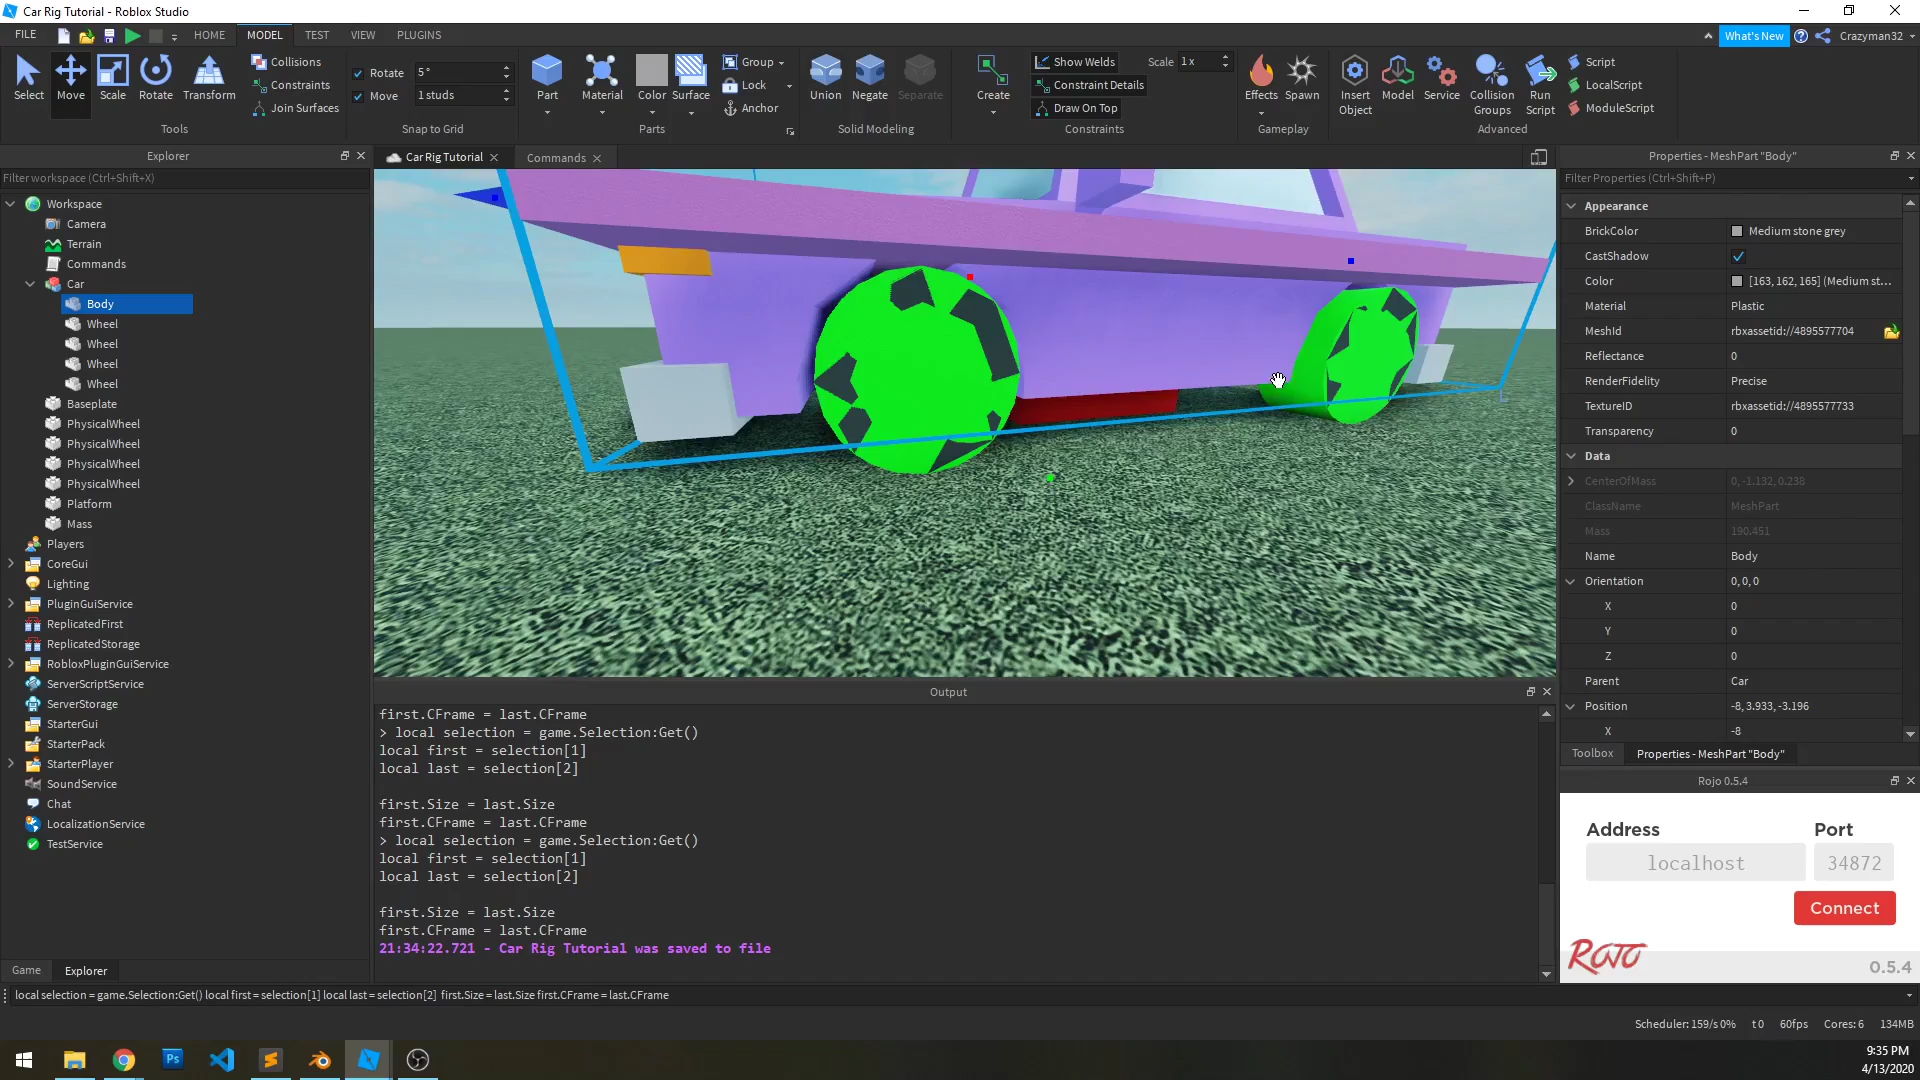 Car Rig Tutorial - Roblox Studio
FILE HOME MODEL TEST VIEW PLUGINS
What's New Crazyman32
Select Move Scale Rotate Transform
Collisions
Constraints
Join Surfaces
Tools
Rotate 5°
Move 1 studs
Snap to Grid
Part Material Color Surface
Group
Lock
Anchor
Parts
Union Negate Separate
Solid Modeling
Create
Show Welds
Constraint Details
Draw On Top
Scale 1 x
Constraints
Effects Spawn
Gameplay
Insert Object
Model
Service
Collision Groups
Run Script
Script
LocalScript
ModuleScript
Advanced
Explorer
Filter workspace (Ctrl+Shift+X)
Workspace
Camera
Terrain
Commands
Car
Body
Wheel
Wheel
Wheel
Wheel
Baseplate
PhysicalWheel
PhysicalWheel
PhysicalWheel
PhysicalWheel
Platform
Mass
Players
CoreGui
Lighting
PluginGuiService
ReplicatedFirst
ReplicatedStorage
RobloxPluginGuiService
ServerScriptService
ServerStorage
StarterGui
StarterPack
StarterPlayer
SoundService
Chat
LocalizationService
TestService
Game Explorer
Car Rig Tutorial Commands
Output
first.CFrame = last.CFrame
> local selection = game.Selection:Get()
local first = selection[1]
local last = selection[2]
first.Size = last.Size
first.CFrame = last.CFrame
> local selection = game.Selection:Get()
local first = selection[1]
local last = selection[2]
first.Size = last.Size
first.CFrame = last.CFrame
21:34:22.721 - Car Rig Tutorial was saved to file
Properties - MeshPart "Body"
Filter Properties (Ctrl+Shift+P)
Appearance
BrickColor Medium stone grey
CastShadow
Color [163, 162, 165] (Medium st...
Material Plastic
MeshId rbxassetid://4895577704
Reflectance 0
RenderFidelity Precise
TextureID rbxassetid://4895577733
Transparency 0
Data
CenterOfMass 0, -1.132, 0.238
ClassName MeshPart
Mass 190.451
Name Body
Orientation 0, 0, 0
X 0
Y 0
Z 0
Parent Car
Position -8, 3.933, -3.196
X -8
Toolbox Properties - MeshPart "Body"
Rojo 0.5.4
Address Port
localhost 34872
Connect
ROJO 0.5.4
local selection = game.Selection:Get() local first = selection[1] local last = selection[2] first.Size = last.Size first.CFrame = last.CFrame
Scheduler: 159/s 0% t 0 60fps Cores: 6 134MB
9:35 PM
4/13/2020